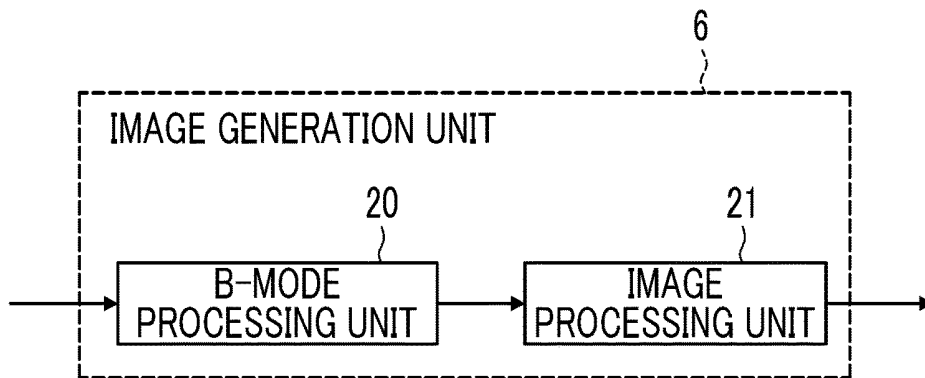 6
IMAGE GENERATION UNIT
20
21
B-MODE
PROCESSING UNIT
IMAGE
PROCESSING UNIT